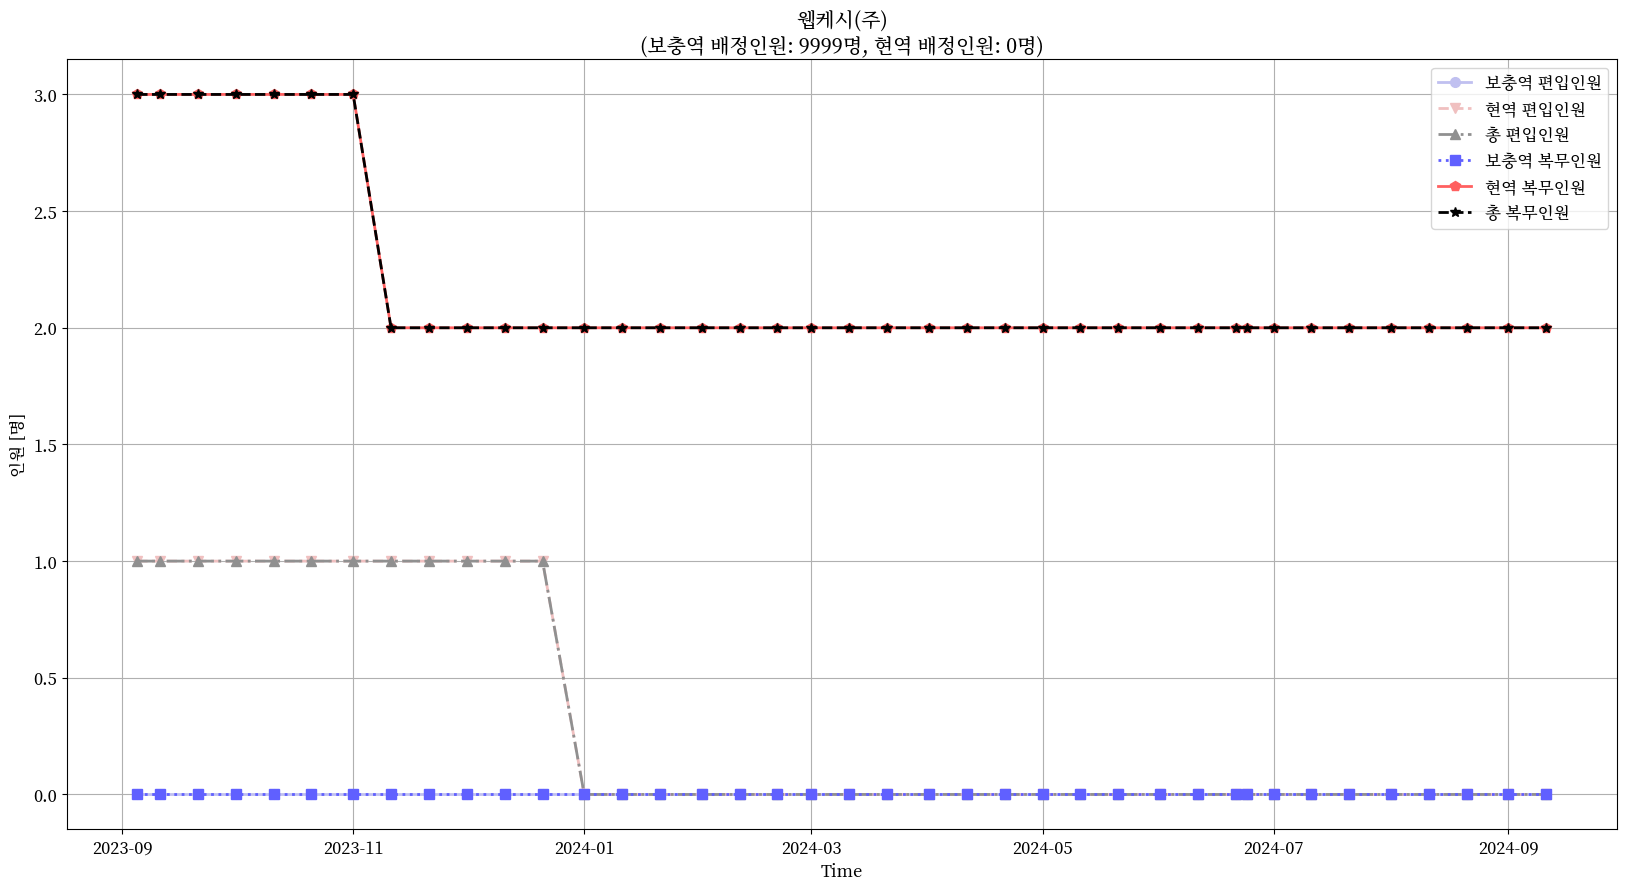 웹케시(주)
(보충역 배정인원: 9999명, 현역 배정인원: 0명)
보충역 편입인원
현역 편입인원
총 편입인원
보충역 복무인원
현역 복무인원
총 복무인원
인원 [명]
3.0
2.5
2.0
1.5
1.0
0.5
0.0
2023-09
2023-11
2024-01
2024-03
2024-05
2024-07
2024-09
Time